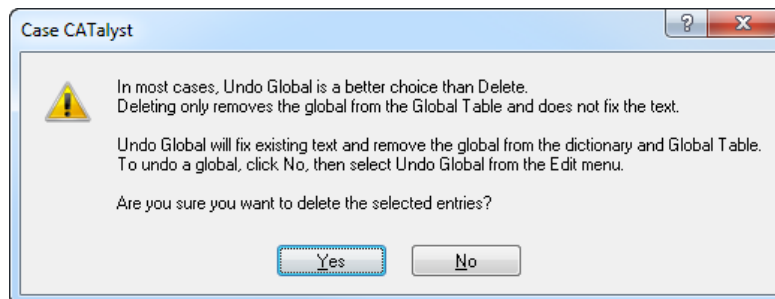 Case CATalyst
In most cases, Undo Global is a better choice than Delete.
Deleting only removes the global from the Global Table and does not fix the text.
Undo Global will fix existing text and remove the global from the dictionary and Global Table.
To undo a global, click No, then select Undo Global from the Edit menu.
Are you sure you want to delete the selected entries?
Yes
No